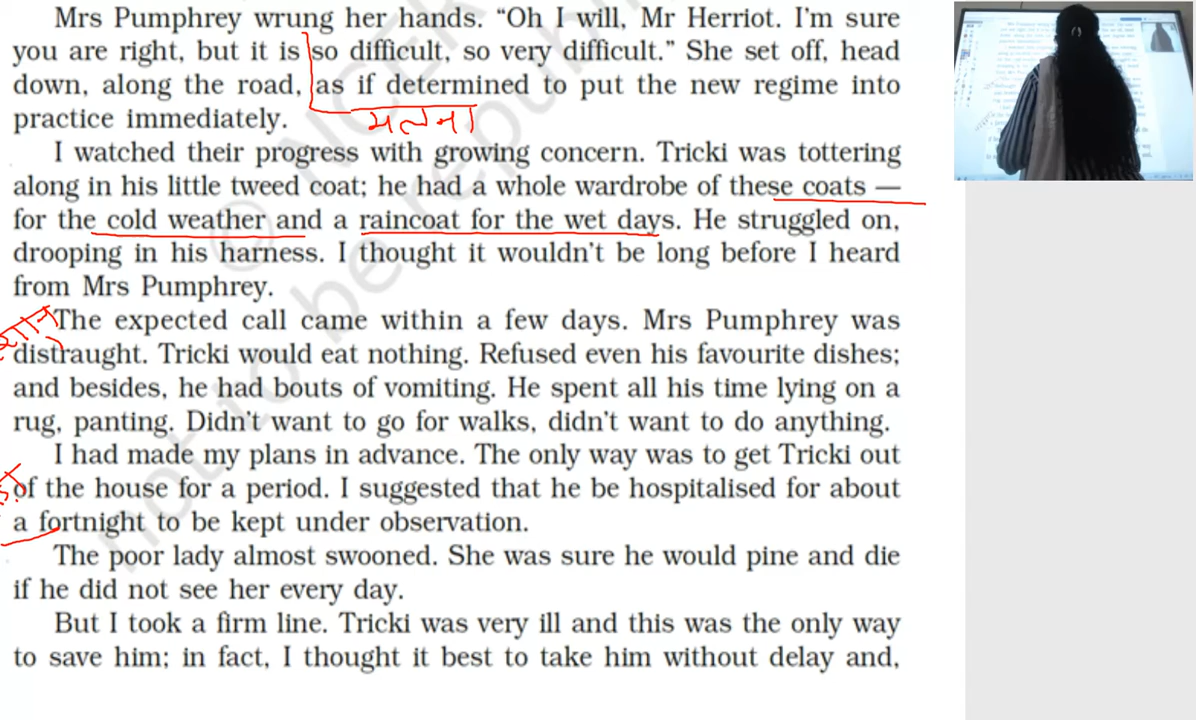 Mrs Pumphrey wrung her hands. “Oh I will, Mr Herriot. I'm sure
you are right, but it is so difficult, so very difficult.” She set off, head
down, along the road, as if determined to put the new regime into
practice immediately.
I watched their progress with growing concern. Tricki was tottering
along in his little tweed coat; he had a whole wardrobe of these coats —
for the cold weather and a raincoat for the wet days. He struggled on,
drooping in his harness. I thought it wouldn't be long before I heard
from Mrs Pumphrey.
The expected call came within a few days. Mrs Pumphrey was
distraught. Tricki would eat nothing. Refused even his favourite dishes;
and besides, he had bouts of vomiting. He spent all his time lying on a
rug, panting. Didn't want to go for walks, didn't want to do anything.
I had made my plans in advance. The only way was to get Tricki out
of the house for a period. I suggested that he be hospitalised for about
a fortnight to be kept under observation.
The poor lady almost swooned. She was sure he would pine and die
if he did not see her every day.
But I took a firm line. Tricki was very ill and this was the only way
to save him; in fact, I thought it best to take him without delay and,